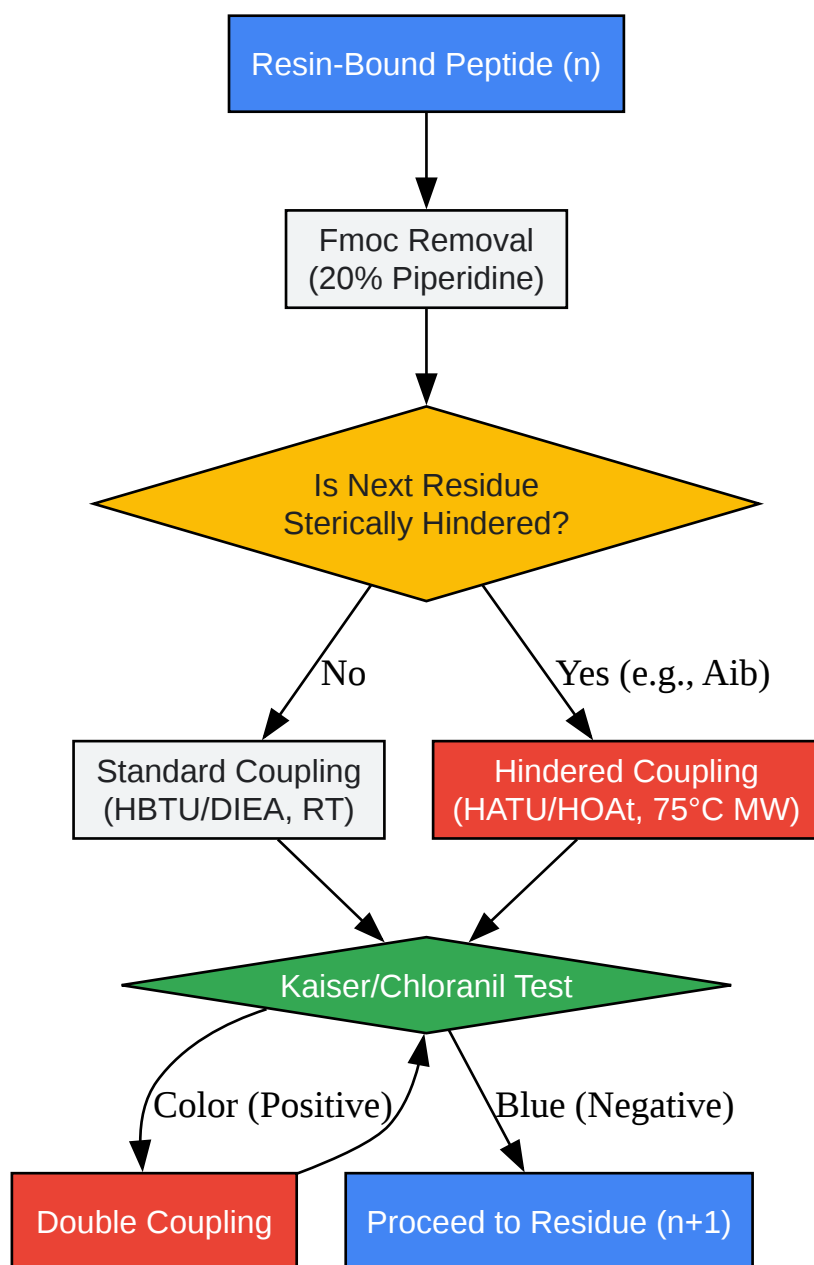 Resin-Bound Peptide (n)
Fmoc Removal
(20% Piperidine)
Is Next Residue
Sterically Hindered?
No
Yes (e.g., Aib)
Standard Coupling
(HBTU/DIEA, RT)
Hindered Coupling
(HATU/HOAt, 75°C MW)
Kaiser/Chloranil Test
Color (Positive)
Blue (Negative)
Double Coupling
Proceed to Residue (n+1)